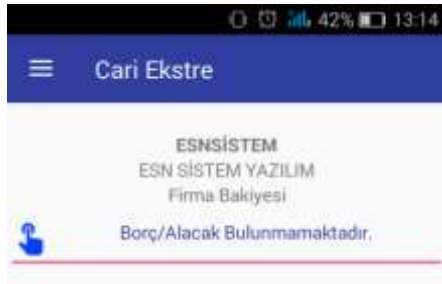 42% 13:14
Cari Ekstre
ESNSİSTEM
ESN SİSTEM YAZILIM
Firma Bakiyesi
Borç/Alacak Bulunmamaktadır.